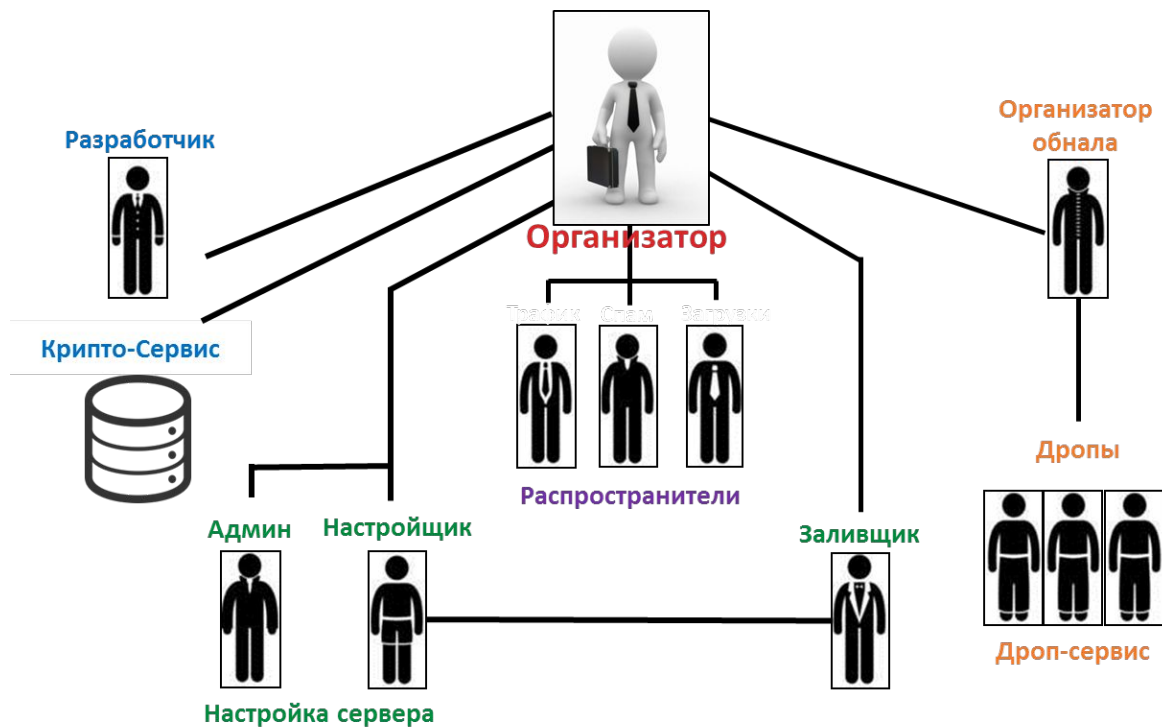 Организатор
обнала
Разработчик
Организатор
Трафик
Спам
Загрузки
Крипто-Сервис
Дропы
Распространители
Админ
Настройщик
Заливщик
Дроп-сервис
Настройка сервера